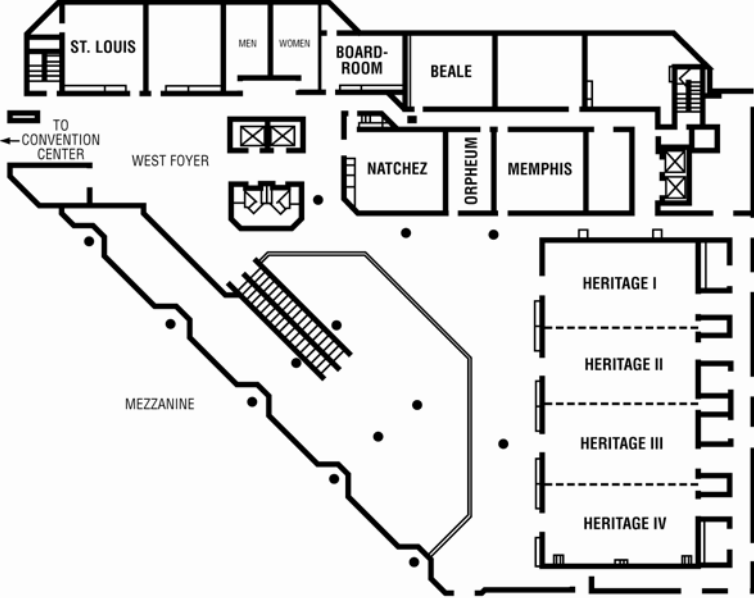 ST. LOUIS
MEN
WOMEN
BOARD-
ROOM
BEALE
TO
CONVENTION
CENTER
WEST FOYER
NATCHEZ
ORPHEUM
MEMPHIS
HERITAGE I
HERITAGE II
MEZZANINE
HERITAGE III
HERITAGE IV